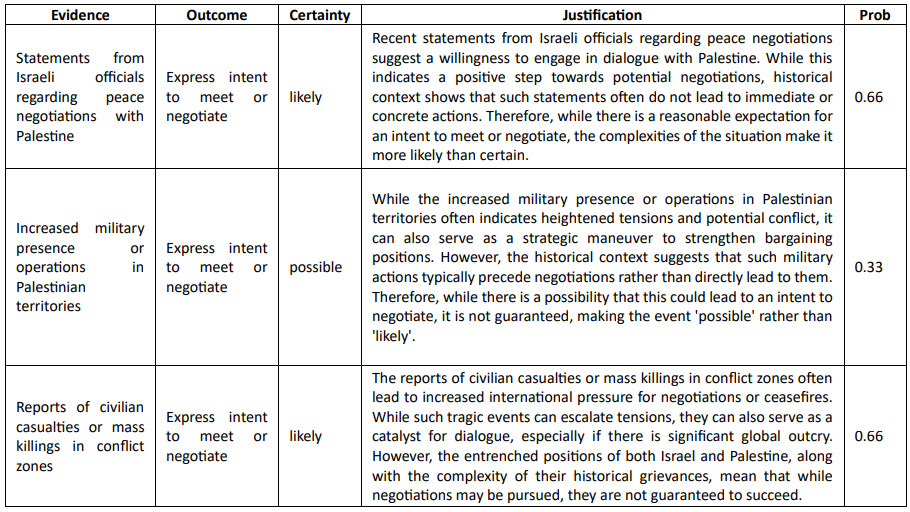 Evidence Outcome Certainty Justification Prob
Statements from
Israeli officials
regarding peace
negotiations with
Palestine
Express intent
to meet or
negotiate
likely
Recent statements from Israeli officials regarding peace negotiations
suggest a willingness to engage in dialogue with Palestine. While this
indicates a positive step towards potential negotiations, historical
context shows that such statements often do not lead to immediate or
concrete actions. Therefore, while there is a reasonable expectation for
an intent to meet or negotiate, the complexities of the situation make it
more likely than certain.
0.66
Increased military
presence or
operations in
Palestinian
territories
Express intent
to meet or
negotiate
possible
While the increased military presence or operations in Palestinian
territories often indicates heightened tensions and potential conflict, it
can also serve as a strategic maneuver to strengthen bargaining
positions. However, the historical context suggests that such military
actions typically precede negotiations rather than directly lead to them.
Therefore, while there is a possibility that this could lead to an intent to
negotiate, it is not guaranteed, making the event 'possible' rather than
'likely'.
0.33
Reports of civilian
casualties or mass
killings in conflict
zones
Express intent
to meet or
negotiate
likely
The reports of civilian casualties or mass killings in conflict zones often
lead to increased international pressure for negotiations or ceasefires.
While such tragic events can escalate tensions, they can also serve as a
catalyst for dialogue, especially if there is significant global outcry.
However, the entrenched positions of both Israel and Palestine, along
with the complexity of their historical grievances, mean that while
negotiations may be pursued, they are not guaranteed to succeed.
0.66